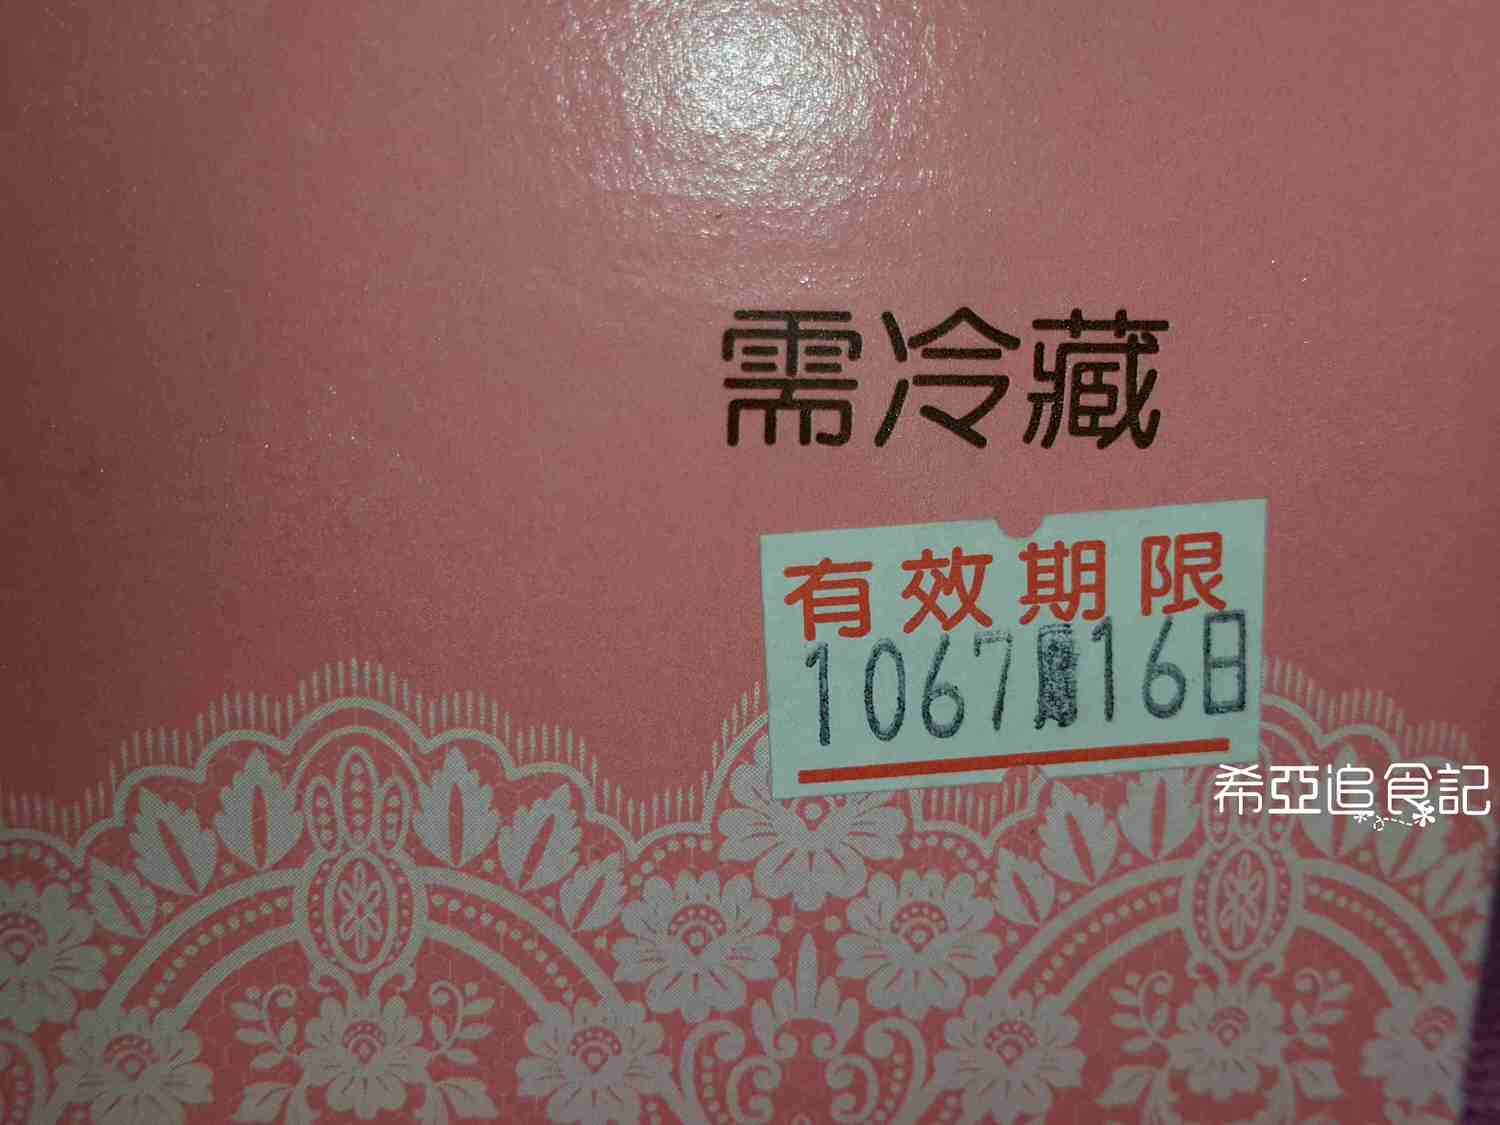 需冷藏
有效期限
1067 16日
希亞追食記